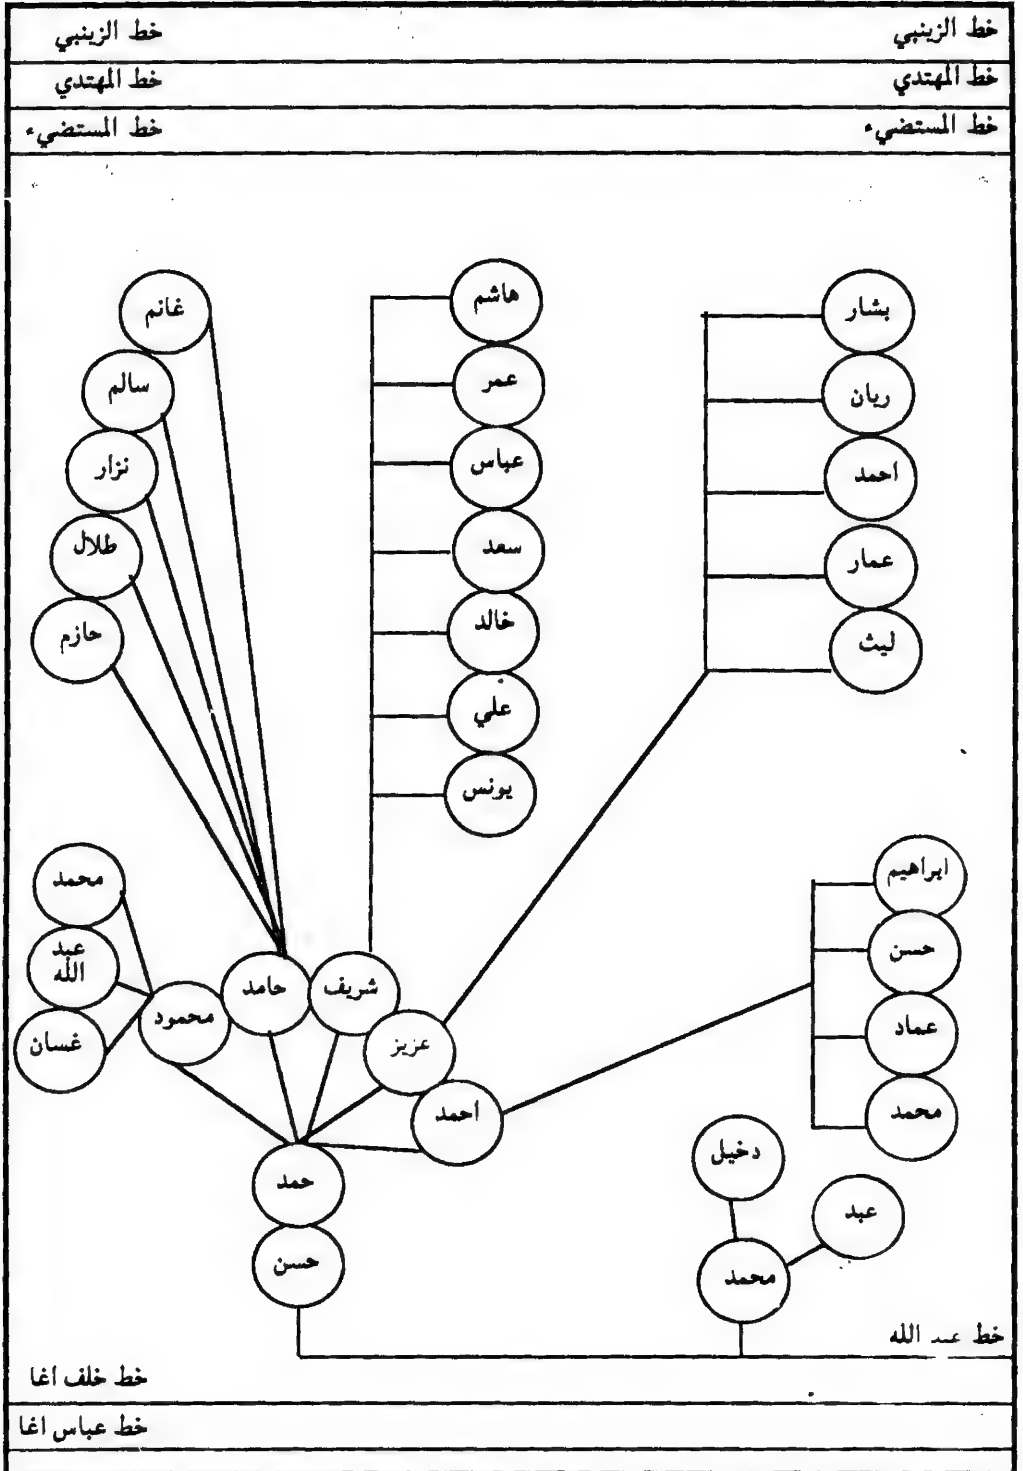 خط الزينبي
خط الزينبي
خط المهتدي
خط المهتدي
خط المستضيء
خط المستضيء
بشار
ريان
احمد
عمار
ليث
هاشم
عمر
عباس
سعد
خالد
علي
يونس
غانم
سالم
نزار
طلال
حازم
ابراهيم
حسن
عماد
محمد
محمد
عبد
الله
غسان
احمد
عزيز
شريف
حامد
محمود
حمد
حسن
دخيل
عبد
محمد
خط عبد الله
خط خلف اغا
خط عباس اغا